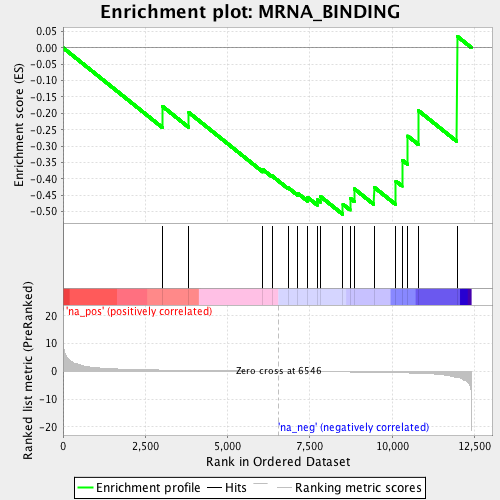 Enrichment plot: MRNA_BINDING
Enrichment score (ES)
0.05
0.00
-0.05
-0.10
-0.15
-0.20
-0.25
-0.30
-0.35
-0.40
-0.45
-0.50
'na_pos' (positively correlated)
Ranked list metric (PreRanked)
20
10
0
-10
-20
Zero cross at 6546
'na_neg' (negatively correlated)
0 2,500 5,000 7,500 10,000 12,500
Rank in Ordered Dataset
Enrichment profile Hits Ranking metric scores